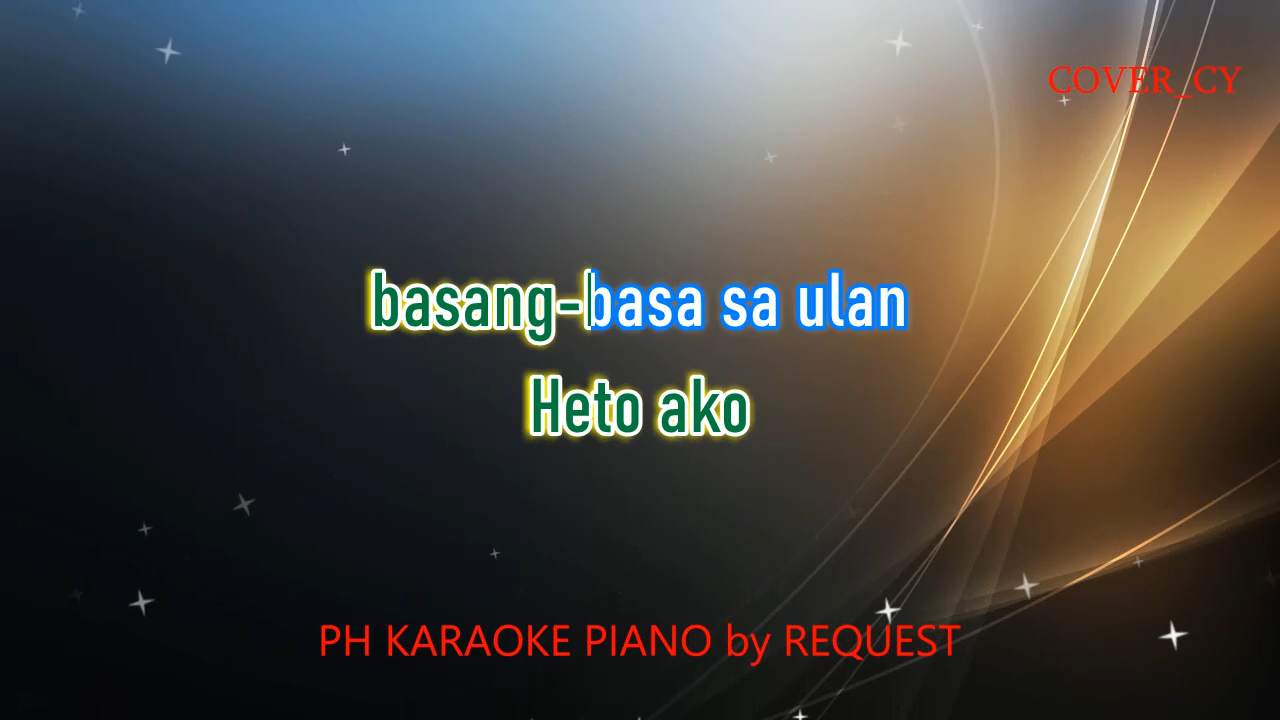 COVER_CY
basang-basa sa ulan
Heto ako
PH KARAOKE PIANO by REQUEST